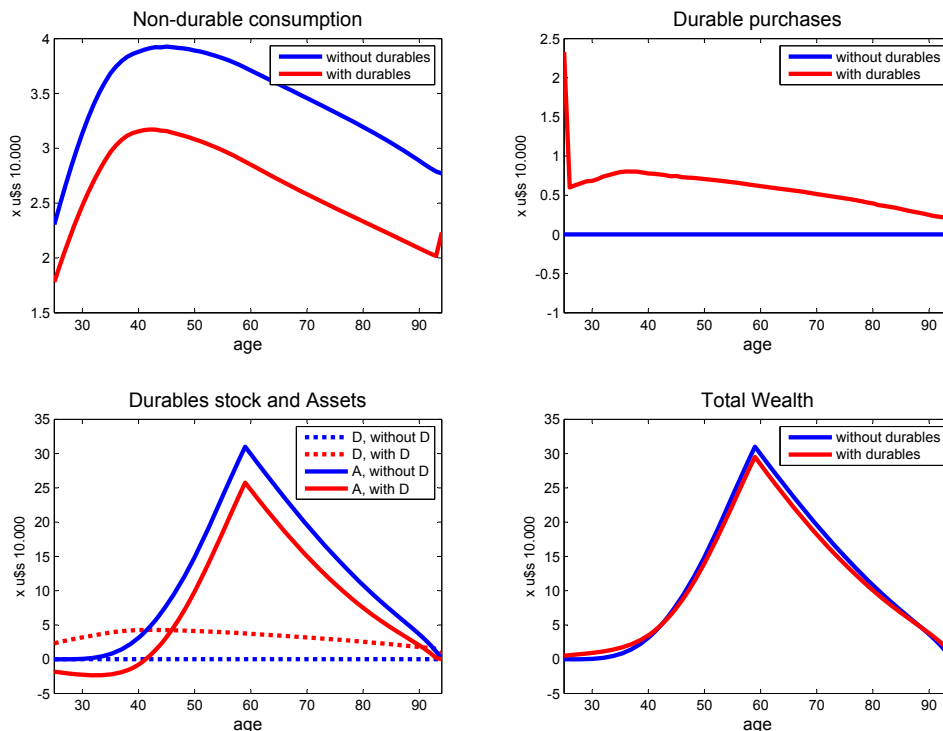 Non-durable consumption
4
3.5
3
2.5
2
1.5
x u$s 10.000
30 40 50 60 70 80 90
age
without durables
with durables
Durable purchases
2.5
2
1.5
1
0.5
0
-0.5
-1
x u$s 10.000
30 40 50 60 70 80 90
age
without durables
with durables
Durables stock and Assets
35
30
25
20
15
10
5
0
-5
x u$s 10.000
30 40 50 60 70 80 90
age
D, without D
D, with D
A, without D
A, with D
Total Wealth
35
30
25
20
15
10
5
0
-5
x u$s 10.000
30 40 50 60 70 80 90
age
without durables
with durables